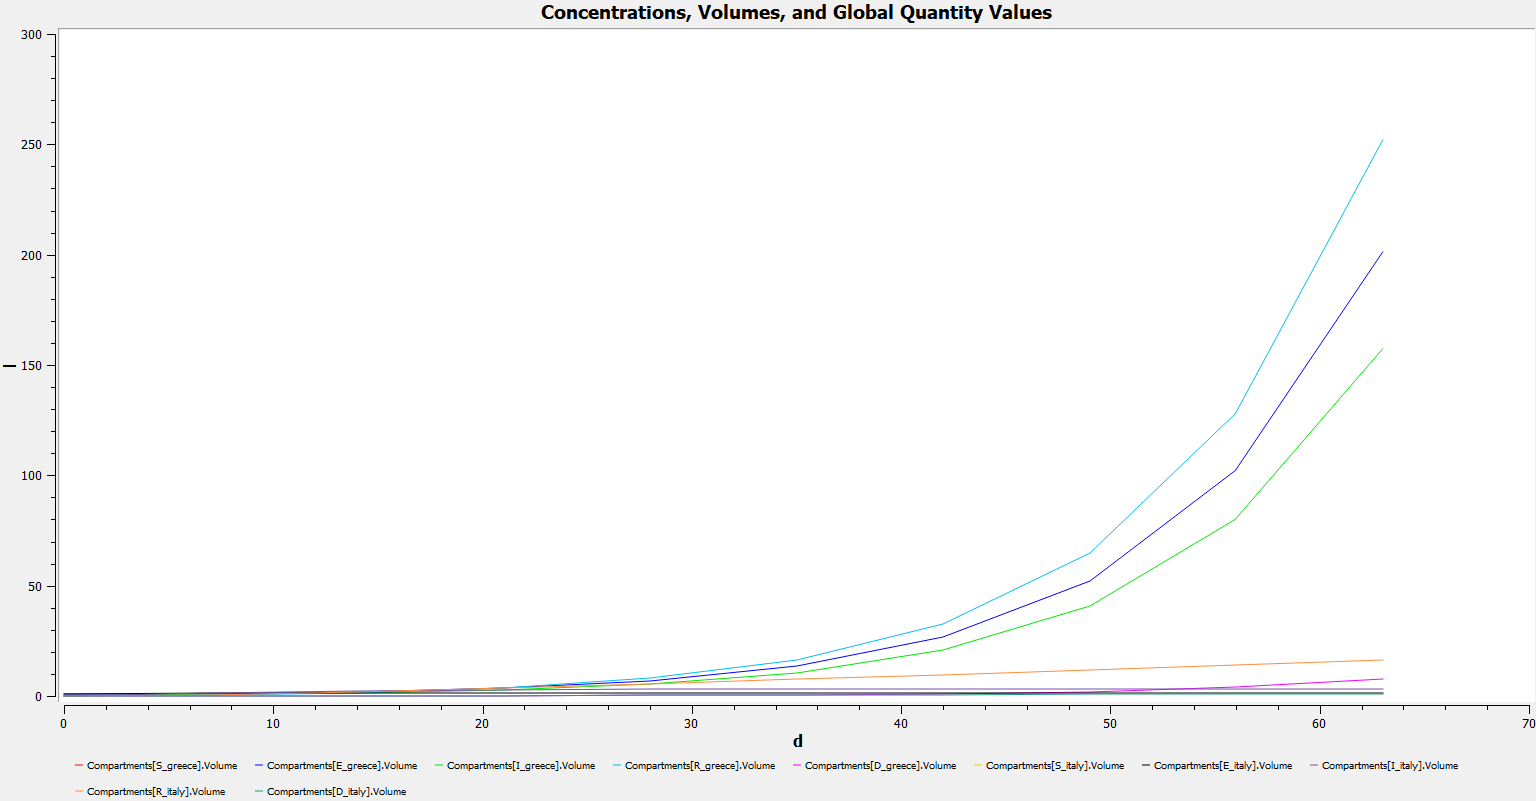 Concentrations, Volumes, and Global Quantity Values
300
250
200
150
100
50
0
l
0 10 20 30 40 50 60 70
d
Compartments[S_greece].Volume Compartments[E_greece].Volume Compartments[I_greece].Volume Compartments[R_greece].Volume Compartments[D_greece].Volume Compartments[S_italy].Volume Compartments[E_italy].Volume Compartments[I_italy].Volume
Compartments[R_italy].Volume Compartments[D_italy].Volume